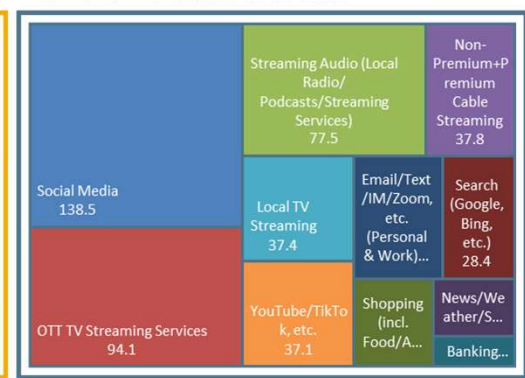 Social Media
138.5
OTT TV Streaming Services
94.1
Streaming Audio (Local
Radio/
Podcasts/Streaming
Services)
77.5
Non-
Premium+P
remium
Cable
Streaming
37.8
Local TV
Streaming
37.4
YouTube/TikTo
k, etc.
37.1
Email/Text
/IM/Zoom,
etc.
(Personal
& Work)...
Search
(Google,
Bing,
etc.)
28.4
Shopping
(incl.
Food/A...
News/We
ather/S...
Banking...